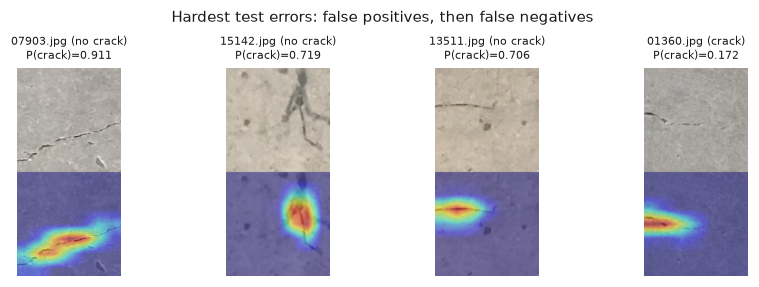 Hardest test errors: false positives, then false negatives
07903.jpg (no crack)
P(crack)=0.911
15142.jpg (no crack)
P(crack)=0.719
13511.jpg (no crack)
P(crack)=0.706
01360.jpg (crack)
P(crack)=0.172